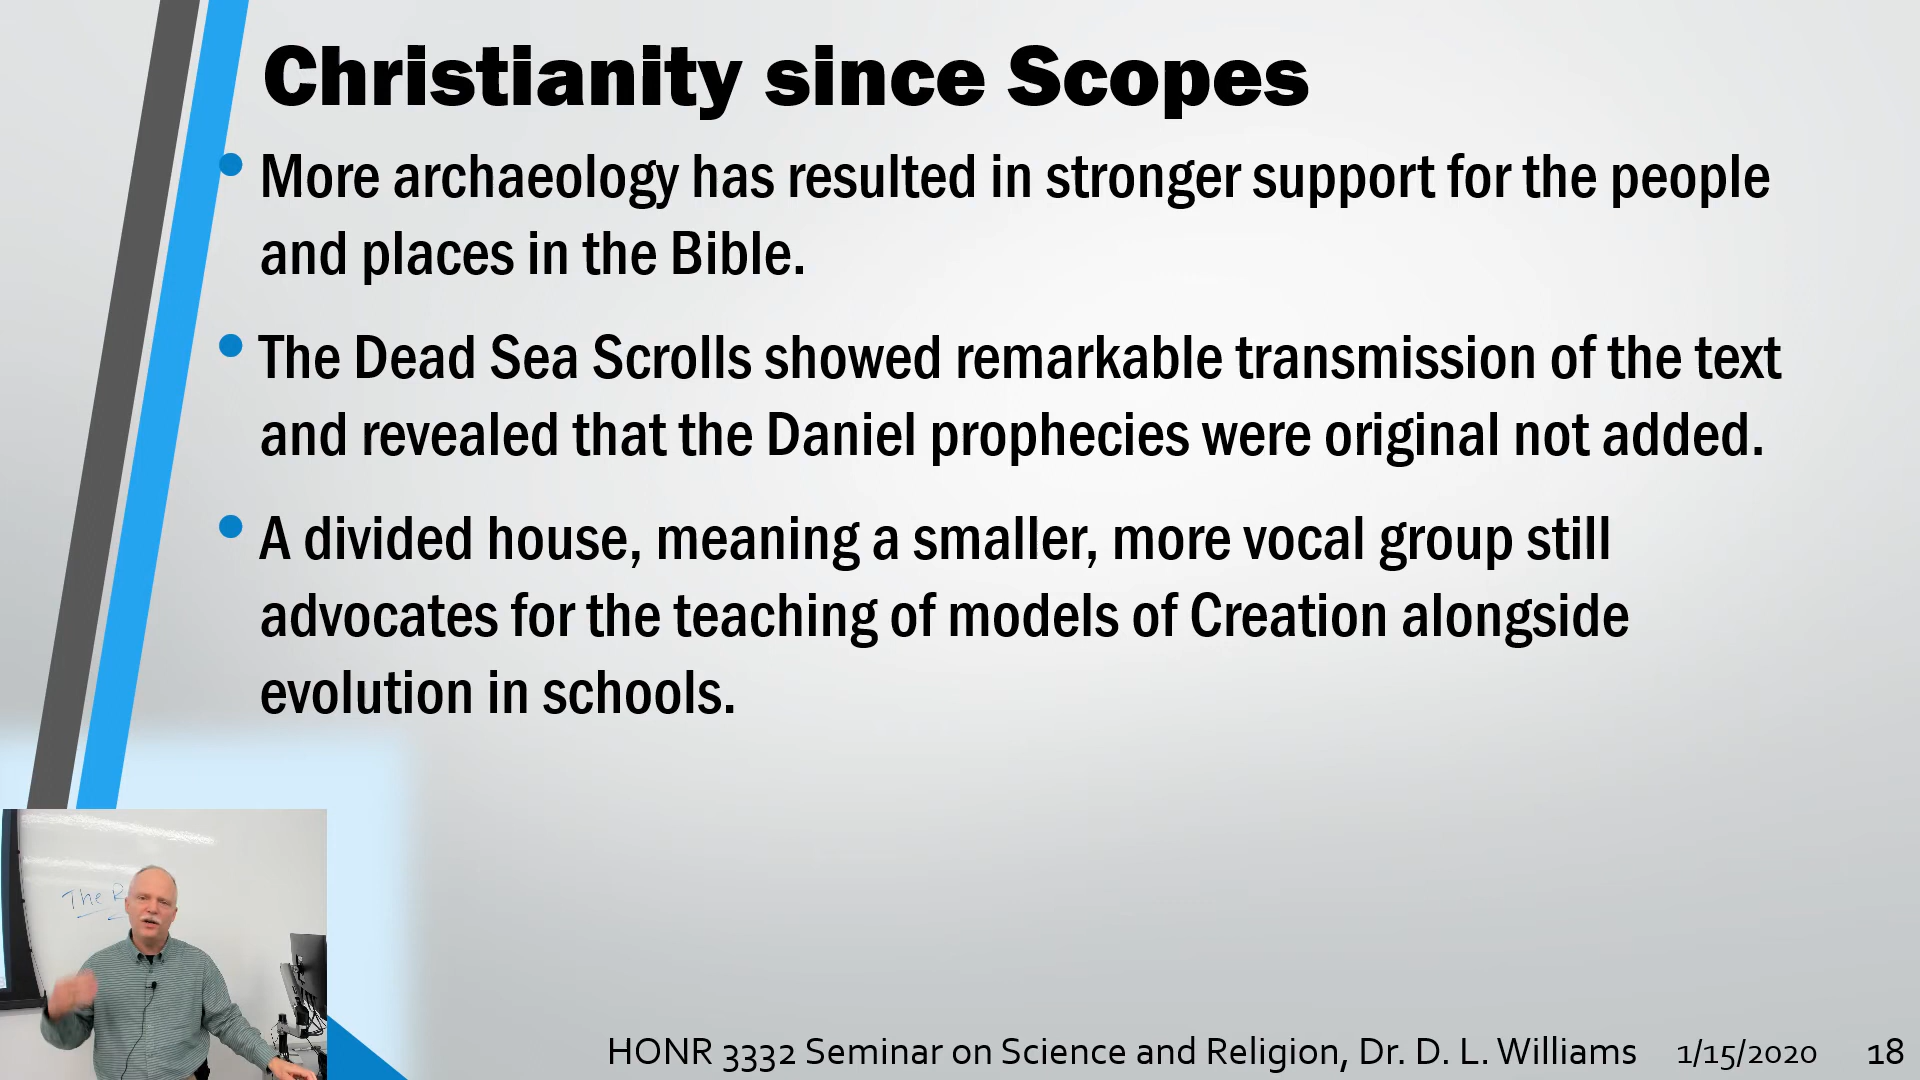 Christianity since Scopes
More archaeology has resulted in stronger support for the people
and places in the Bible.
The Dead Sea Scrolls showed remarkable transmission of the text
and revealed that the Daniel prophecies were original not added.
A divided house, meaning a smaller, more vocal group still
advocates for the teaching of models of Creation alongside
evolution in schools.
The
HONR 3332 Seminar on Science and Religion, Dr. D. L. Williams 1/15/2020 18